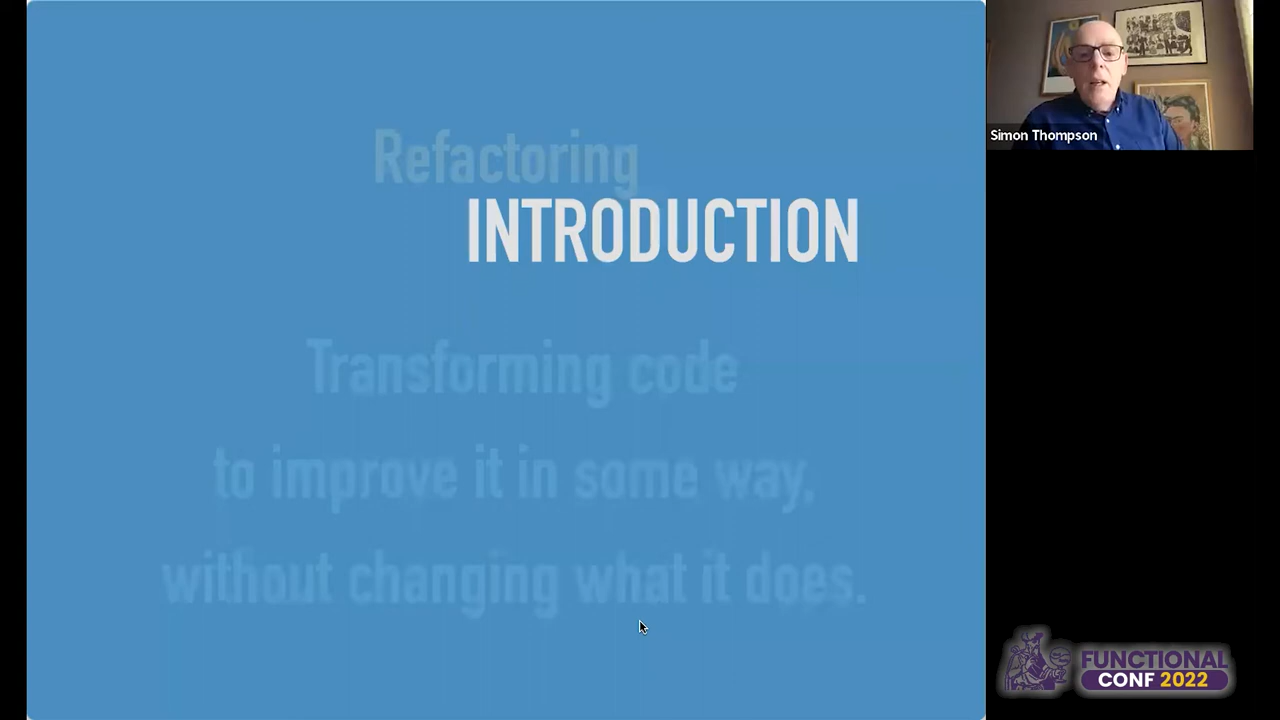 Refactoring
INTRODUCTION
Transforming code
to improve it in some way,
without changing what it does.
Simon Thompson
FUNCTIONAL
CONF 2022